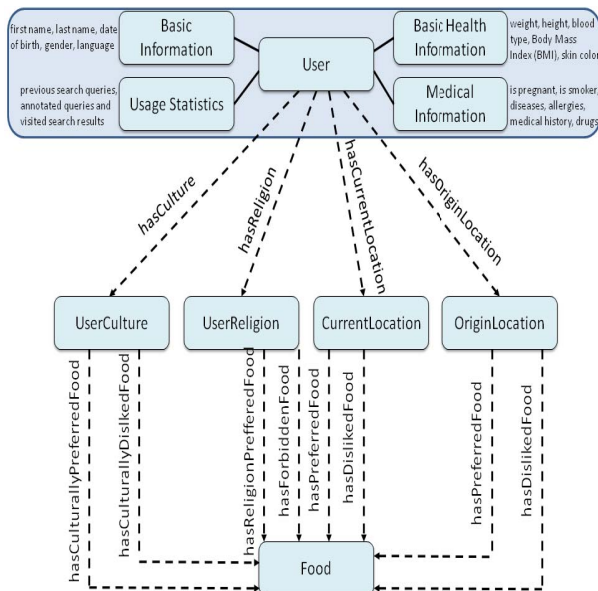 first name, last name, date
of birth, gender, language
Basic
Information
User
Basic Health
Information
weight, height, blood
type, Body Mass
Index (BMI), skin color
previous search queries,
annotated queries and
visited search results
Usage Statistics
Medical
Information
is pregnant, is smoker,
diseases, allergies,
medical history, drugs
hasCulture
hasReligion
hasCurrentLocation
hasOriginLocation
UserCulture
UserReligion
CurrentLocation
OriginLocation
hasCulturallyPreferredFood
hasCulturallyDislikedFood
hasReligionPrefferedFood
hasForbiddenFood
hasPreferredFood
hasDislikedFood
hasPreferredFood
hasDislikedFood
Food